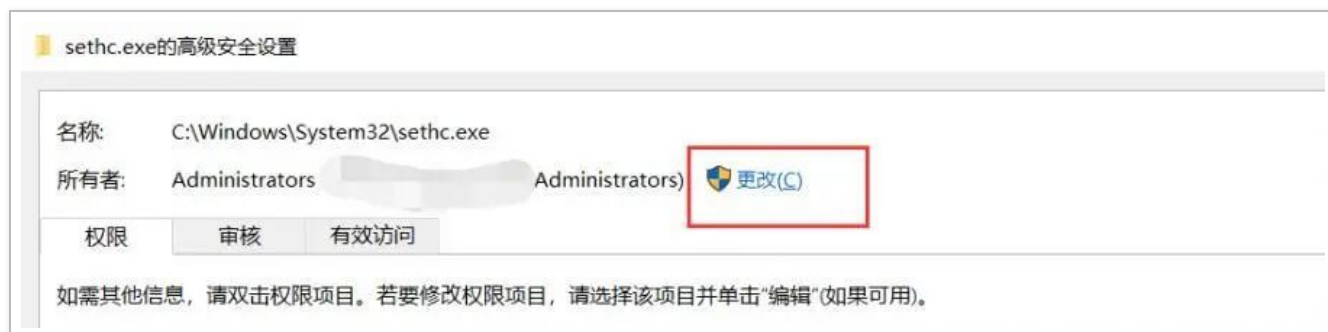 sethc.exe的高级安全设置
名称: C:\Windows\System32\sethc.exe
所有者: Administrators Administrators) 更改(C)
权限 审核 有效访问
如需其他信息，请双击权限项目。若要修改权限项目，请选择该项目并单击“编辑”(如果可用)。